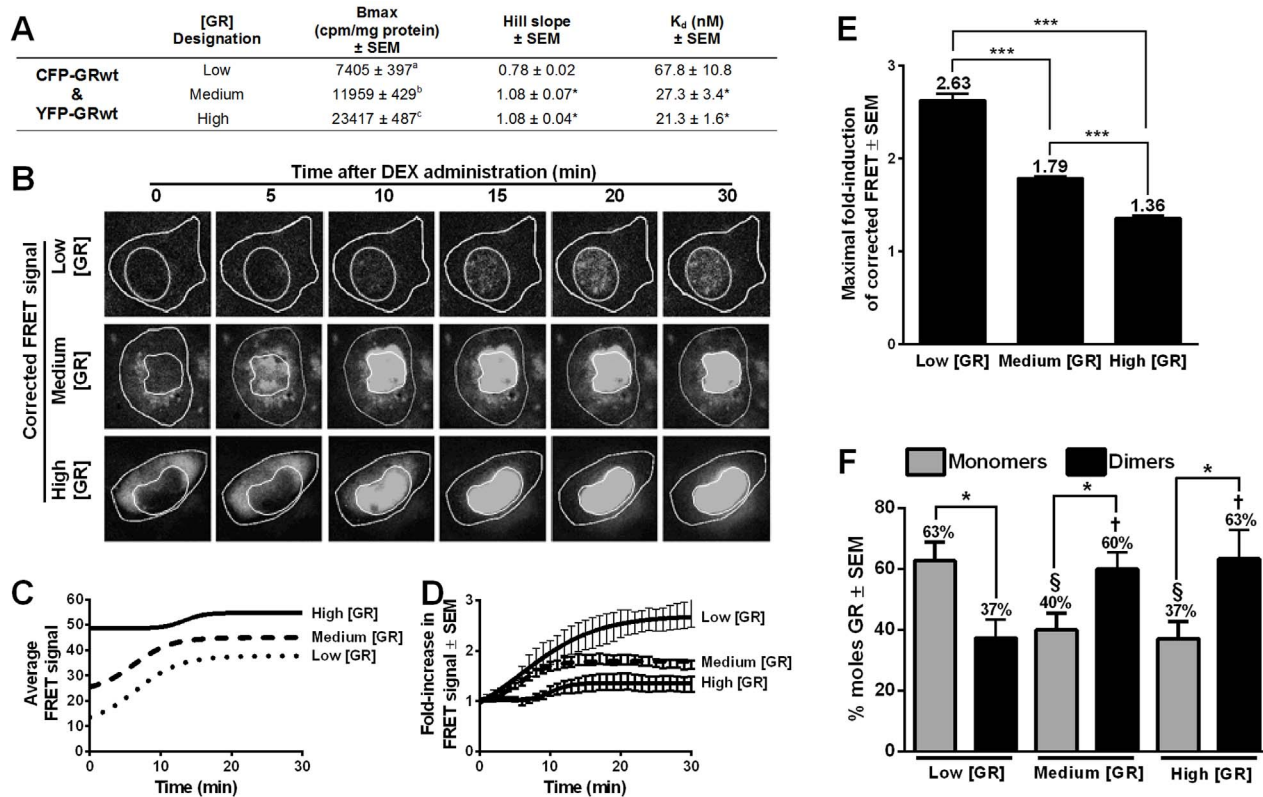 A
[GR] Designation
Bmax (cpm/mg protein) ± SEM
Hill slope ± SEM
Kd (nM) ± SEM
CFP-GRwt & YFP-GRwt
Low 7405 ± 397a 0.78 ± 0.02 67.8 ± 10.8
Medium 11959 ± 429b 1.08 ± 0.07* 27.3 ± 3.4*
High 23417 ± 487c 1.08 ± 0.04* 21.3 ± 1.6*
B
Time after DEX administration (min)
0 5 10 15 20 30
Corrected FRET signal
Low [GR]
Medium [GR]
High [GR]
C
Average FRET signal
60
50
40
30
20
10
0
0 10 20 30
Time (min)
High [GR]
Medium [GR]
Low [GR]
D
Fold-increase in FRET signal ± SEM
3
2
1
0
0 10 20 30
Time (min)
Low [GR]
Medium [GR]
High [GR]
E
Maximal fold-induction of corrected FRET ± SEM
3
2
1
0
***
***
***
2.63
1.79
1.36
Low [GR] Medium [GR] High [GR]
F
Monomers Dimers
% moles GR ± SEM
80
60
40
20
0
* * *
63% 37%
§ 40% † 60%
§ 37% † 63%
Low [GR] Medium [GR] High [GR]